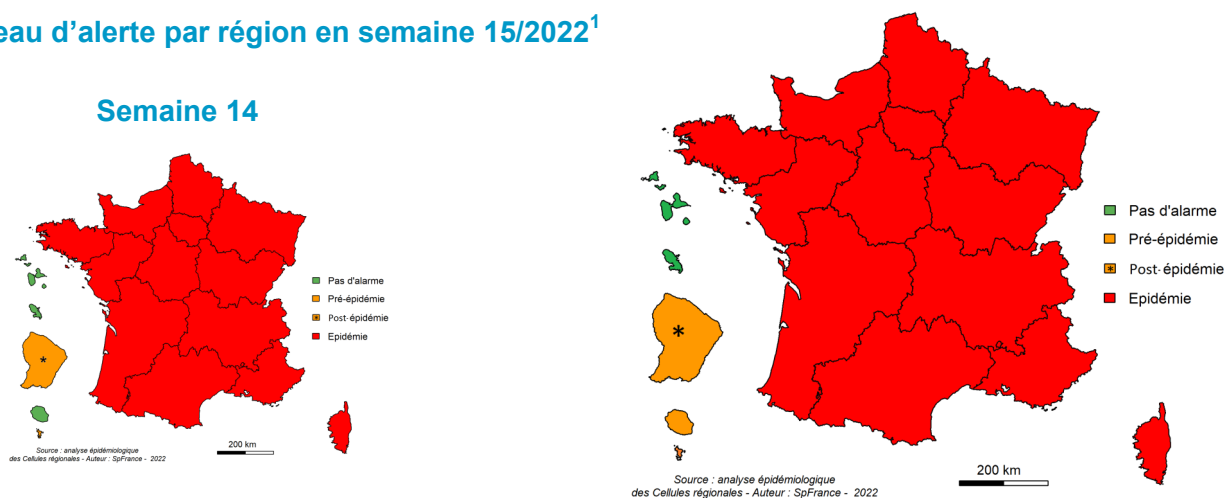 eau d'alerte par région en semaine 15/2022¹
Semaine 14
Pas d'alarme
Pré-épidémie
* Post-épidémie
Epidémie
*
200 km
Source : analyse épidémiologique
des Cellules régionales - Auteur : SpFrance - 2022
Pas d'alarme
Pré-épidémie
* Post-épidémie
Epidémie
*
200 km
Source : analyse épidémiologique
des Cellules régionales - Auteur : SpFrance - 2022